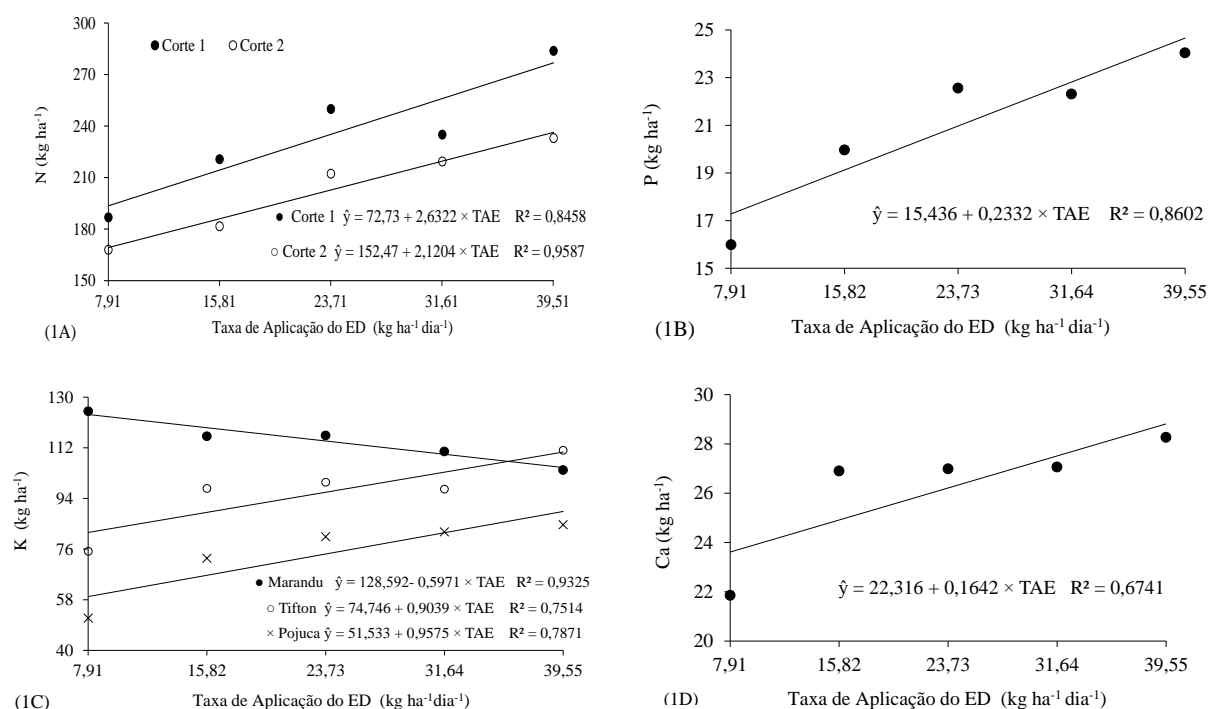 N (kg ha⁻¹)
300
270
240
210
180
150
Corte 1 Corte 2
Corte 1 ŷ = 72,73 + 2,6322 × TAE R² = 0,8458
Corte 2 ŷ = 152,47 + 2,1204 × TAE R² = 0,9587
7,91 15,81 23,71 31,61 39,51
(1A) Taxa de Aplicação do ED (kg ha⁻¹ dia⁻¹)
P (kg ha⁻¹)
25
23
21
19
17
15
ŷ = 15,436 + 0,2332 × TAE R² = 0,8602
7,91 15,82 23,73 31,64 39,55
(1B) Taxa de Aplicação do ED (kg ha⁻¹ dia⁻¹)
K (kg ha⁻¹)
130
112
94
76
58
40
Marandu ŷ = 128,592- 0,5971 × TAE R² = 0,9325
Tifton ŷ = 74,746 + 0,9039 × TAE R² = 0,7514
Pojuca ŷ = 51,533 + 0,9575 × TAE R² = 0,7871
7,91 15,82 23,73 31,64 39,55
(1C) Taxa de Aplicação do ED (kg ha⁻¹dia⁻¹)
Ca (kg ha⁻¹)
30
28
26
24
22
20
ŷ = 22,316 + 0,1642 × TAE R² = 0,6741
7,91 15,82 23,73 31,64 39,55
(1D) Taxa de Aplicação do ED (kg ha⁻¹ dia⁻¹)